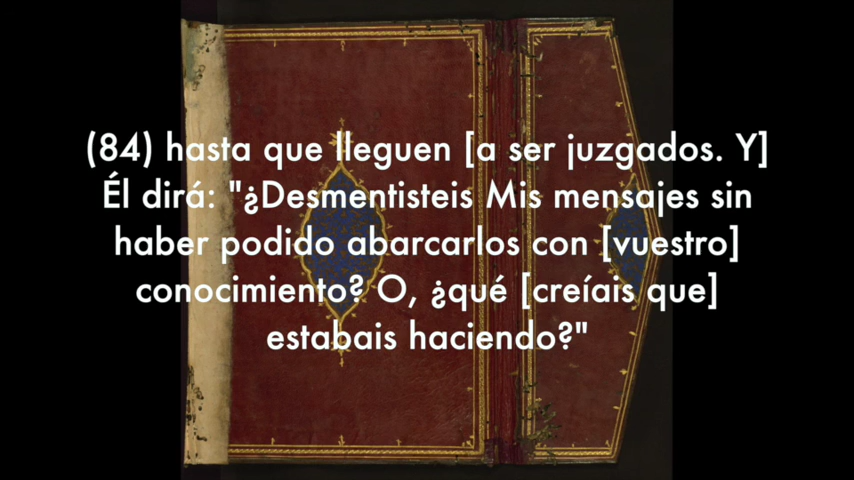 (84) hasta que lleguen [a ser juzgados. Y]
Él dirá: "¿Desmentisteis Mis mensajes sin
haber podido abarcarlos con [vuestro]
conocimiento? O, ¿qué [creíais que]
estabais haciendo?"